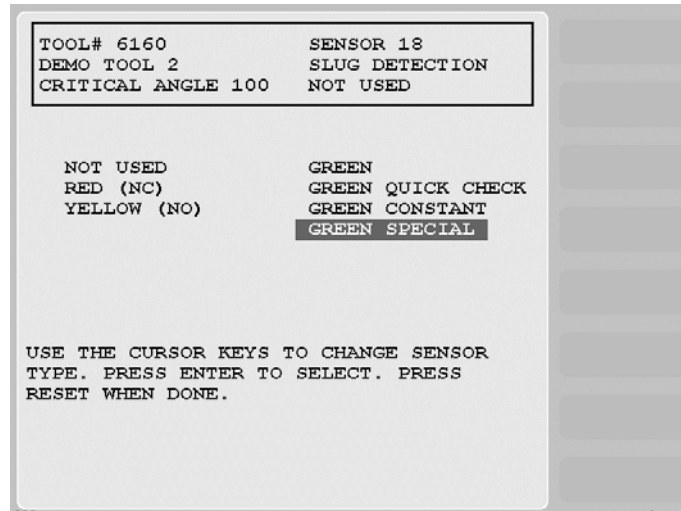 TOOL# 6160 SENSOR 18
DEMO TOOL 2 SLUG DETECTION
CRITICAL ANGLE 100 NOT USED
NOT USED GREEN
RED (NC) GREEN QUICK CHECK
YELLOW (NO) GREEN CONSTANT
GREEN SPECIAL
USE THE CURSOR KEYS TO CHANGE SENSOR
TYPE. PRESS ENTER TO SELECT. PRESS
RESET WHEN DONE.